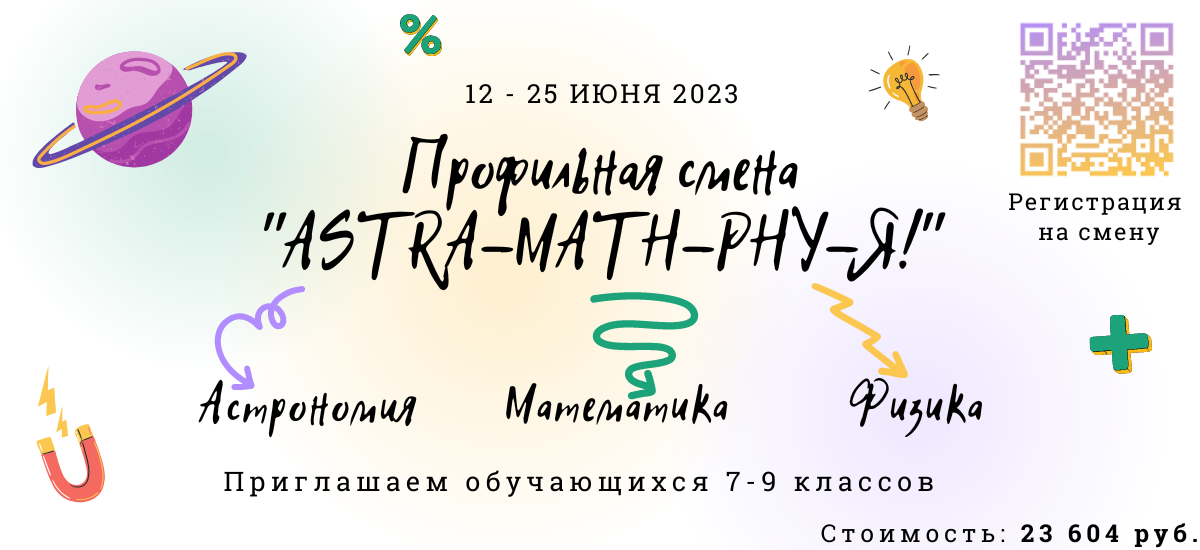 12 - 25 ИЮНЯ 2023
Профильная смена
"ASTRA-MATH-PHY-Я!"
Регистрация
на смену
Астрономия Математика Физика
Приглашаем обучающихся 7-9 классов
Стоимость: 23 604 руб.